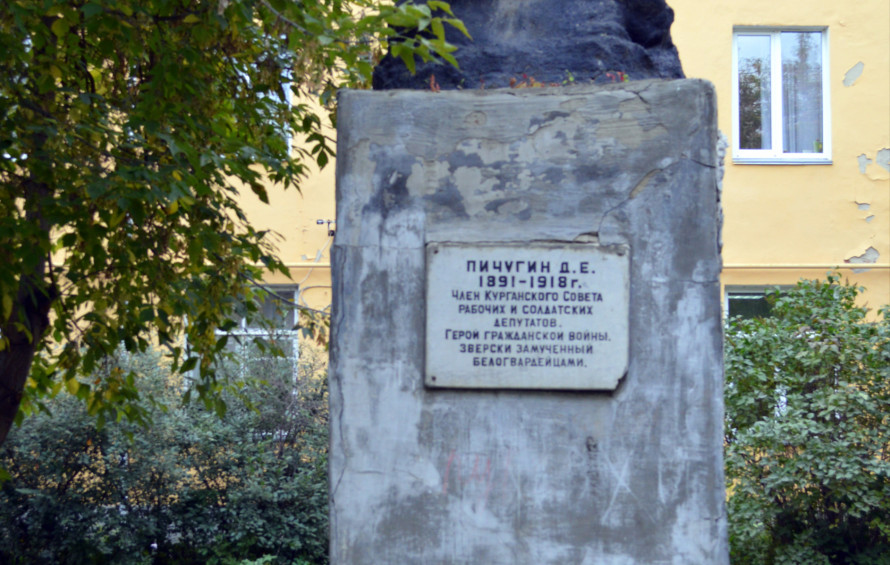 ПИЧУГИН Д.Е.
1891-1918г.
ЧЛЕН КУРГАНСКОГО СОВЕТА
РАБОЧИХ И СОЛДАТСКИХ
ДЕПУТАТОВ.
ГЕРОЙ ГРАЖДАНСКОЙ ВОЙНЫ.
ЗВЕРСКИ ЗАМУЧЕННЫЙ
БЕЛОГВАРДЕЙЦАМИ.